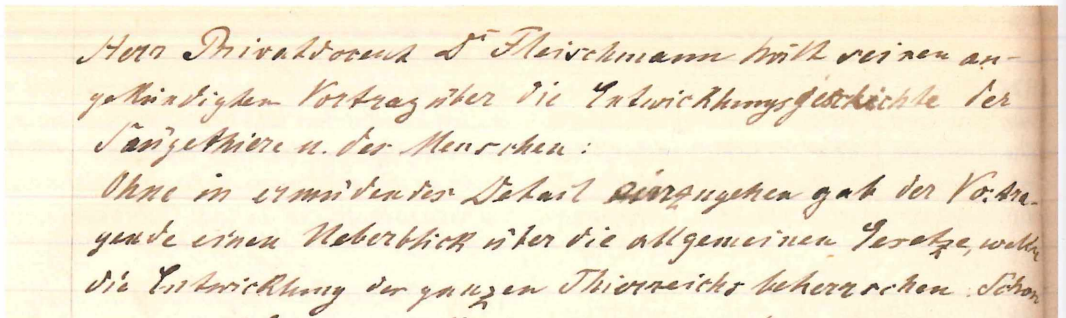 Herr Privatdocent Dr Fleischmann hält seinen an-
gekündigten Vortrag über die Entwicklungsgeschichte der
Säugethiere u. des Menschen:
Ohne in ermüdendes Detail einzugehen gab der Vortra-
gende einen Ueberblick über die allgemeinen Gesetze, welche
die Entwicklung des ganzen Thierreichs beherrschen. Schon